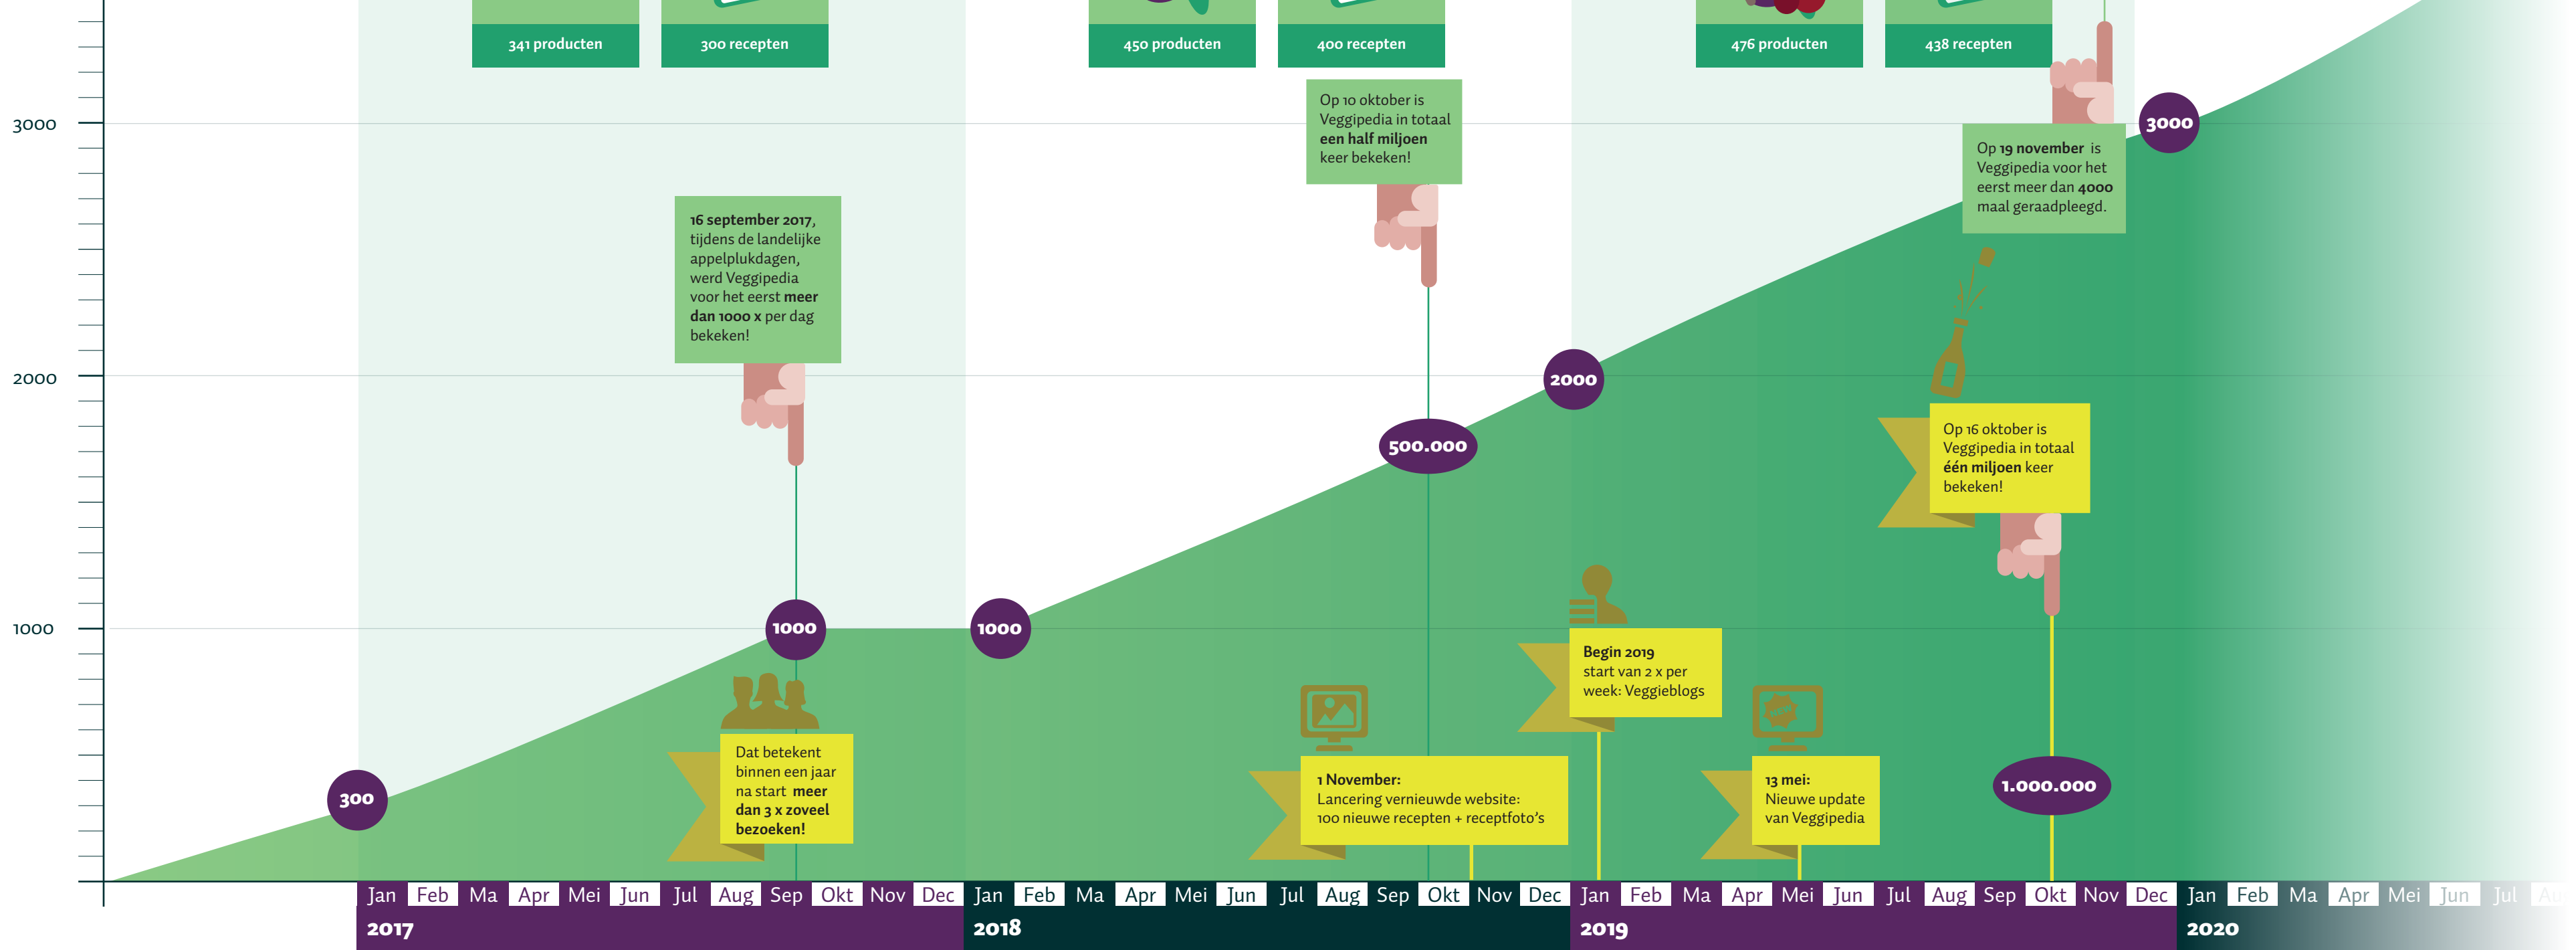 341 producten
300 recepten
450 producten
400 recepten
476 producten
438 recepten
3000
2000
1000
16 september 2017,
tijdens de landelijke
appelplukdagen,
werd Veggipedia
voor het eerst meer
dan 1000 x per dag
bekeken!
Op 10 oktober is
Veggipedia in totaal
een half miljoen
keer bekeken!
Op 19 november is
Veggipedia voor het
eerst meer dan 4000
maal geraadpleegd.
3000
2000
500.000
Op 16 oktober is
Veggipedia in totaal
één miljoen keer
bekeken!
1000
1000
300
Dat betekent
binnen een jaar
na start meer
dan 3 x zoveel
bezoeken!
1 November:
Lancering vernieuwde website:
100 nieuwe recepten + receptfoto's
Begin 2019
start van 2 x per
week: Veggieblogs
13 mei:
Nieuwe update
van Veggipedia
1.000.000
Jan Feb Ma Apr Mei Jun Jul Aug Sep Okt Nov Dec Jan Feb Ma Apr Mei Jun Jul Aug Sep Okt Nov Dec Jan Feb Ma Apr Mei Jun Jul Aug Sep Okt Nov Dec Jan Feb Ma Apr Mei Jun Jul
2017 2018 2019 2020